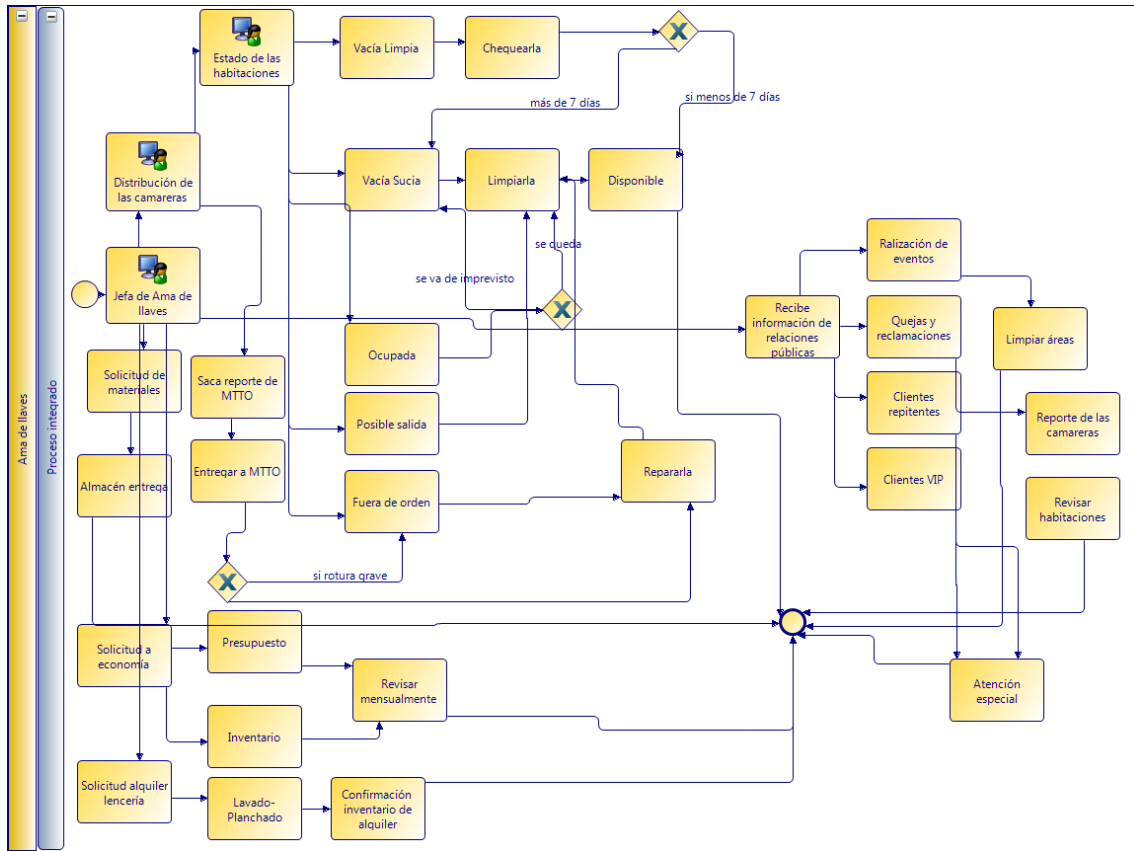 Ama de llaves
Proceso integrado
Estado de las
habitaciones
Vacía Limpia
Chequearla
más de 7 días
si menos de 7 días
Distribución de
las camareras
Vacía Sucia
Limpiarla
Disponible
se queda
se va de imprevisto
Jefa de Ama de
llaves
Recibe
información de
relaciones
públicas
Ralización de
eventos
Quejas y
reclamaciones
Limpiar áreas
Ocupada
Solicitud de
materiales
Saca reporte de
MTTO
Clientes
repitentes
Reporte de las
camareras
Posible salida
Almacén entrega
Entregar a MTTO
Repararla
Clientes VIP
Fuera de orden
Revisar
habitaciones
si rotura grave
Solicitud a
economía
Presupuesto
Revisar
mensualmente
Atención
especial
Inventario
Solicitud alquiler
lencería
Lavado-
Planchado
Confirmación
inventario de
alquiler